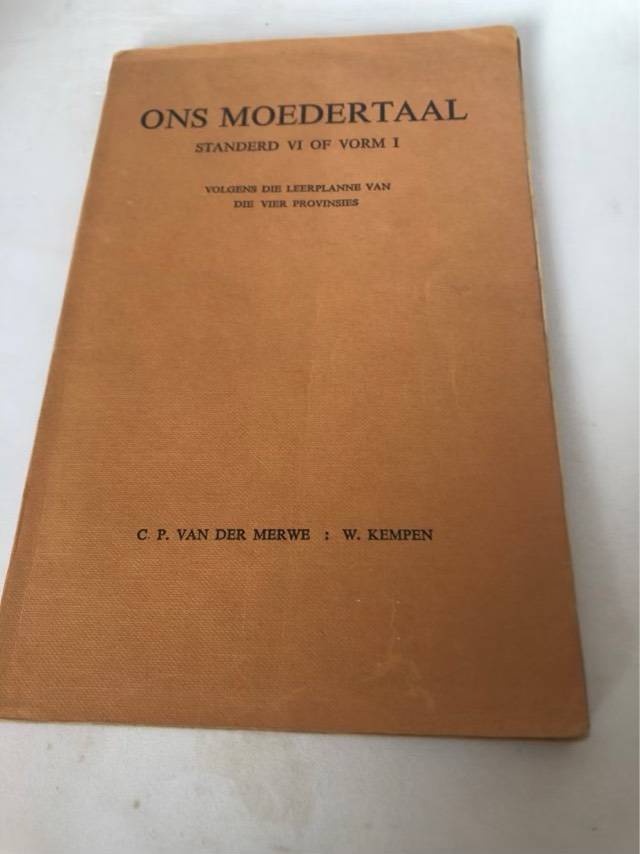 ONS MOEDERTAAL
STANDERD VI OF VORM I
VOLGENS DIE LEERPLANNE VAN
DIE VIER PROVINSIES
C. P. VAN DER MERWE : W. KEMPEN